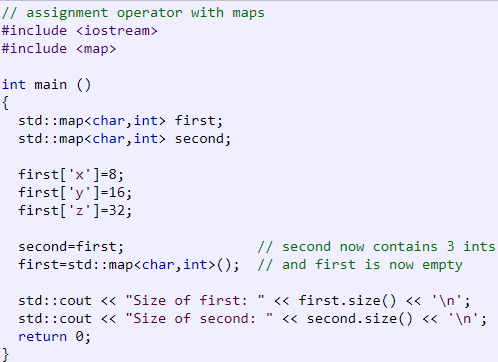 // assignment operator with maps
#include <iostream>
#include <map>

int main ()
{
  std::map<char,int> first;
  std::map<char,int> second;

  first['x']=8;
  first['y']=16;
  first['z']=32;

  second=first;                // second now contains 3 ints
  first=std::map<char,int>();  // and first is now empty

  std::cout << "Size of first: " << first.size() << '\n';
  std::cout << "Size of second: " << second.size() << '\n';
  return 0;
}